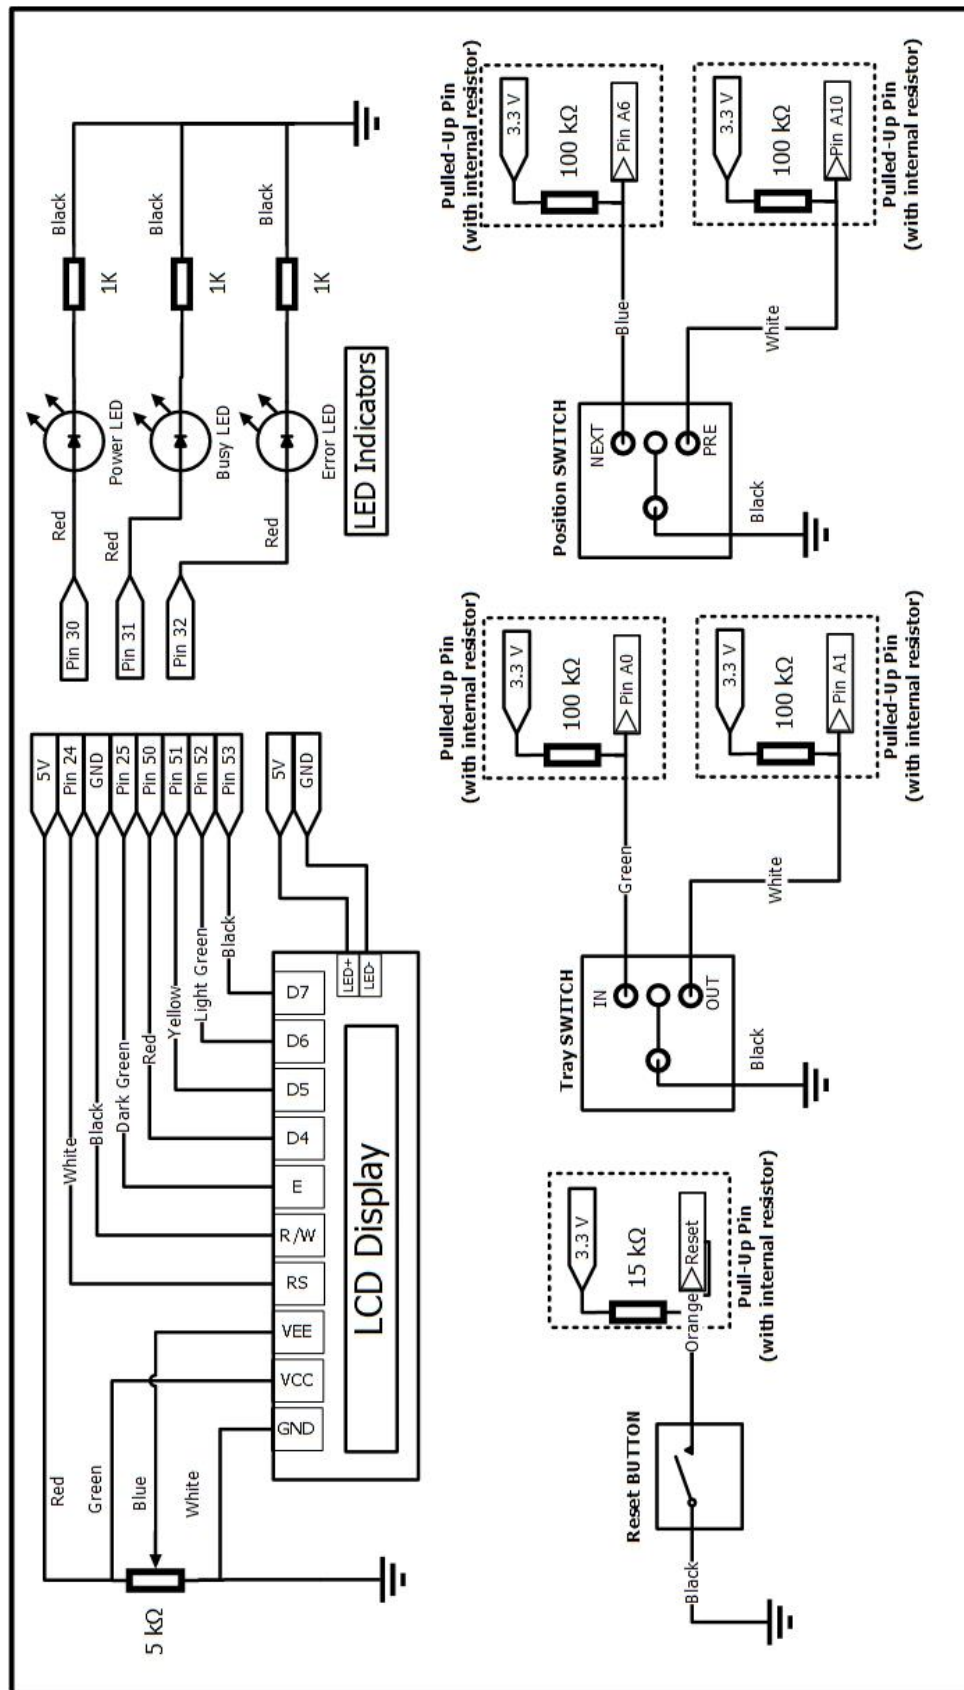 5 kΩ
Red
Green
Blue
White
White
Black
Dark Green
Red
Yellow
Light Green
Black
5V
Pin 24
GND
Pin 25
Pin 50
Pin 51
Pin 52
Pin 53
5V
GND
GND
VCC
VEE
RS
R/W
E
D4
D5
D6
D7
LED+
LED-
LCD Display
Pin 30
Pin 31
Pin 32
Red
Red
Red
Power LED
Busy LED
Error LED
1K
1K
1K
Black
Black
Black
LED Indicators
Reset BUTTON
Black
Orange
3.3 V
15 kΩ
Reset
Pull-Up Pin
(with internal resistor)
Tray SWITCH
IN
OUT
Black
Green
White
Pulled-Up Pin
(with internal resistor)
3.3 V
100 kΩ
Pin A0
3.3 V
100 kΩ
Pin A1
Pulled-Up Pin
(with internal resistor)
Position SWITCH
NEXT
PRE
Black
Blue
White
Pulled-Up Pin
(with internal resistor)
3.3 V
100 kΩ
Pin A6
3.3 V
100 kΩ
Pin A10
Pulled-Up Pin
(with internal resistor)